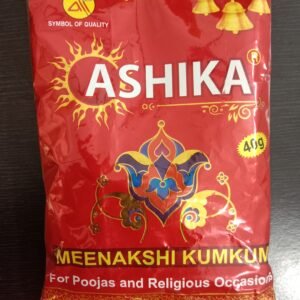 SYMBOL OF QUALITY
ASHIKA®
40g
MEENAKSHI KUMKUM
For Poojas and Religious Occasions